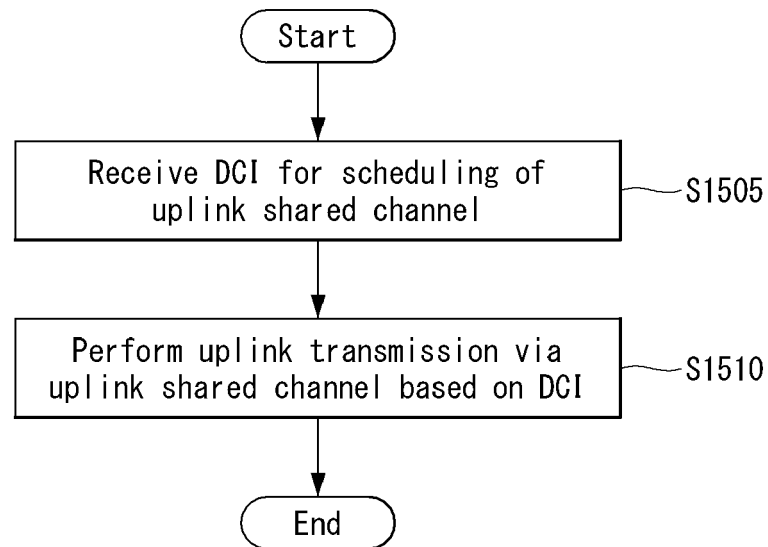 Start
Receive DCI for scheduling of
uplink shared channel
S1505
Perform uplink transmission via
uplink shared channel based on DCI
S1510
End